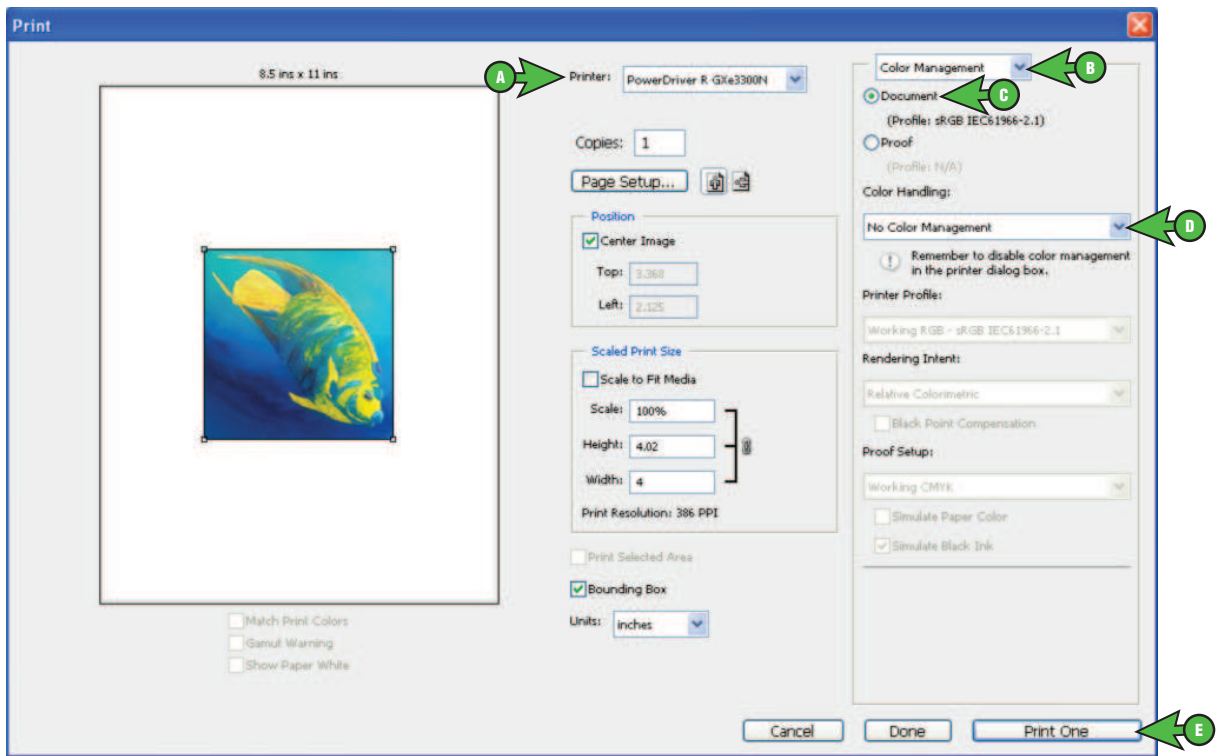 Print
8.5 ins x 11 ins
A
Printer:
PowerDriver R-GXe3300N
Copies:
1
Page Setup...
Position
Center Image
Top:
3.368
Left:
2.125
Scaled Print Size
Scale to Fit Media
Scale:
100%
Height:
4.02
Width:
4
Print Resolution: 386 PPI
Print Selected Area
Bounding Box
Units:
inches
Match Print Colors
Gamut Warning
Show Paper White
Color Management
B
Document
C
(Profile: sRGB IEC61966-2.1)
Proof
(Profile: N/A)
Color Handling:
No Color Management
D
Remember to disable color management
in the printer dialog box.
Printer Profile:
Working RGB - sRGB IEC61966-2.1
Rendering Intent:
Relative Colorimetric
Black Point Compensation
Proof Setup:
Working CMYK
Simulate Paper Color
Simulate Black Ink
Cancel
Done
Print One
E